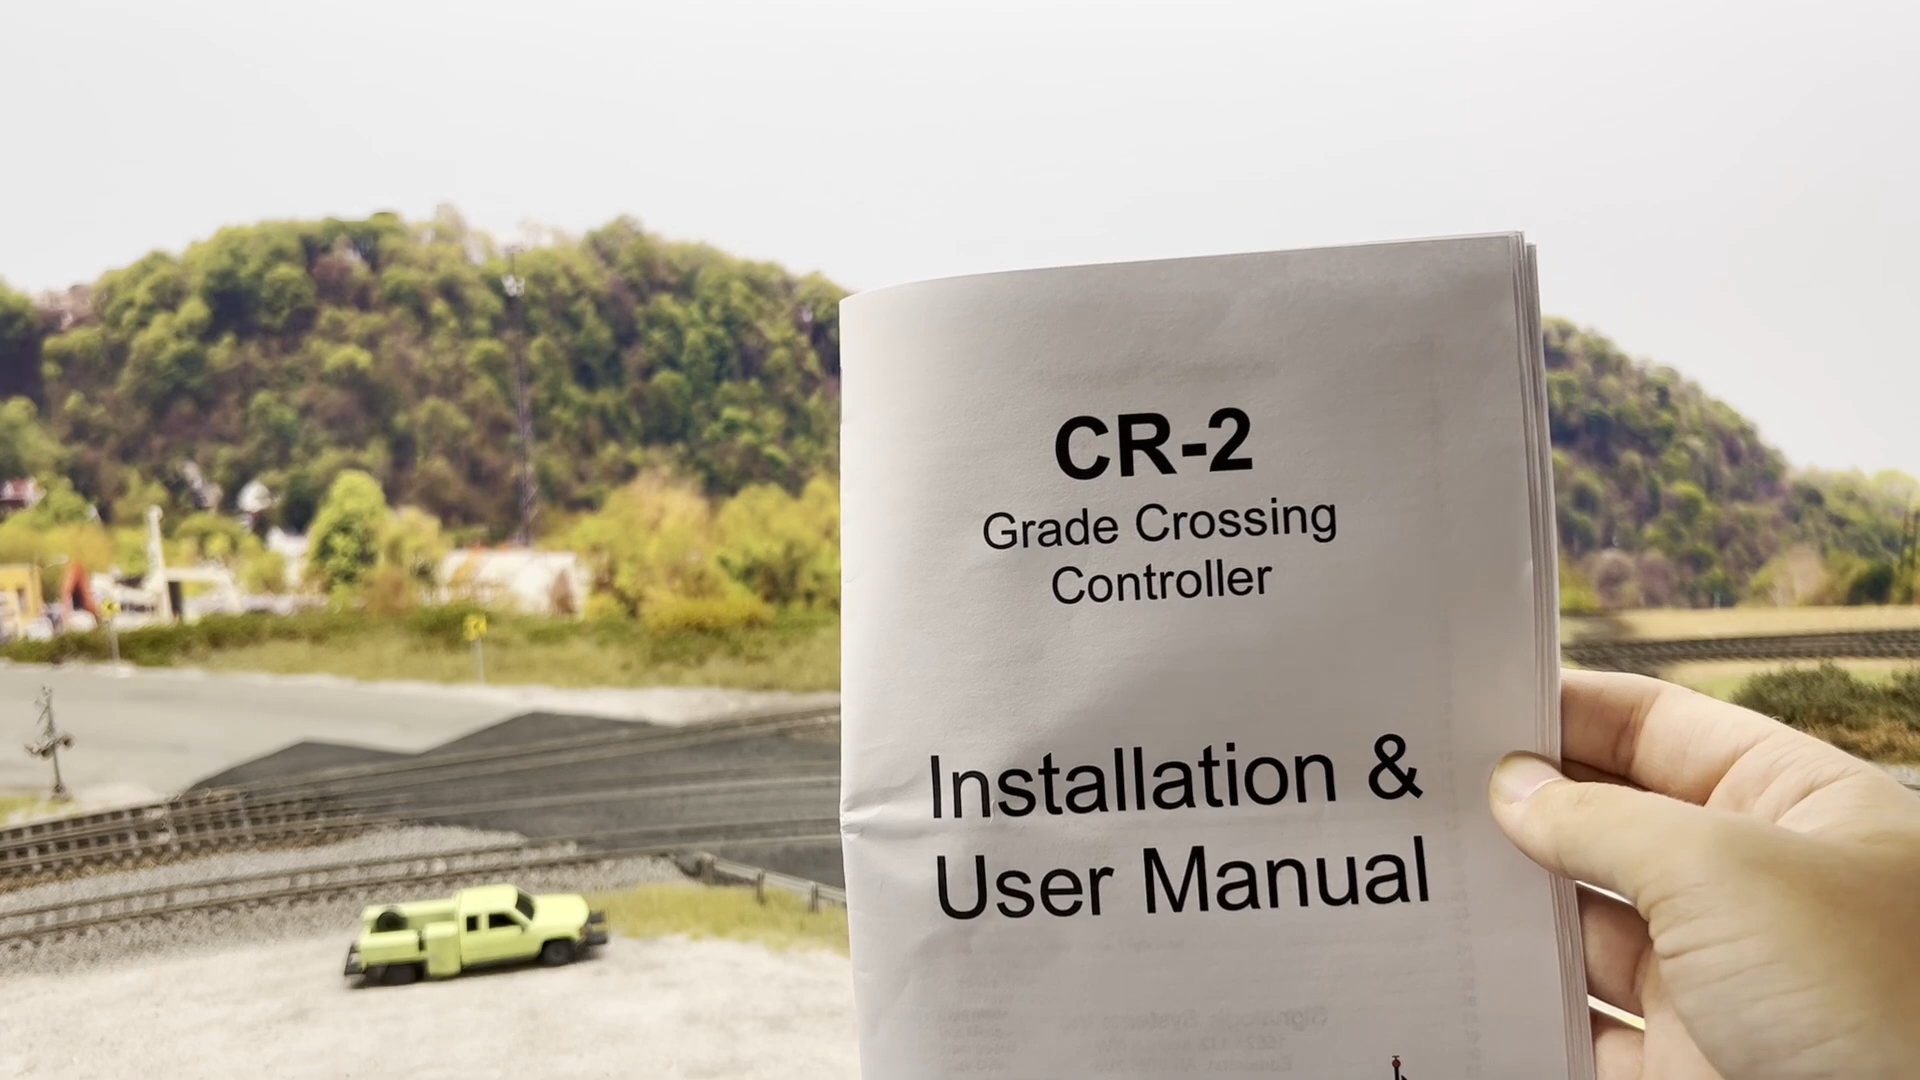 CR-2
Grade Crossing
Controller
Installation &
User Manual